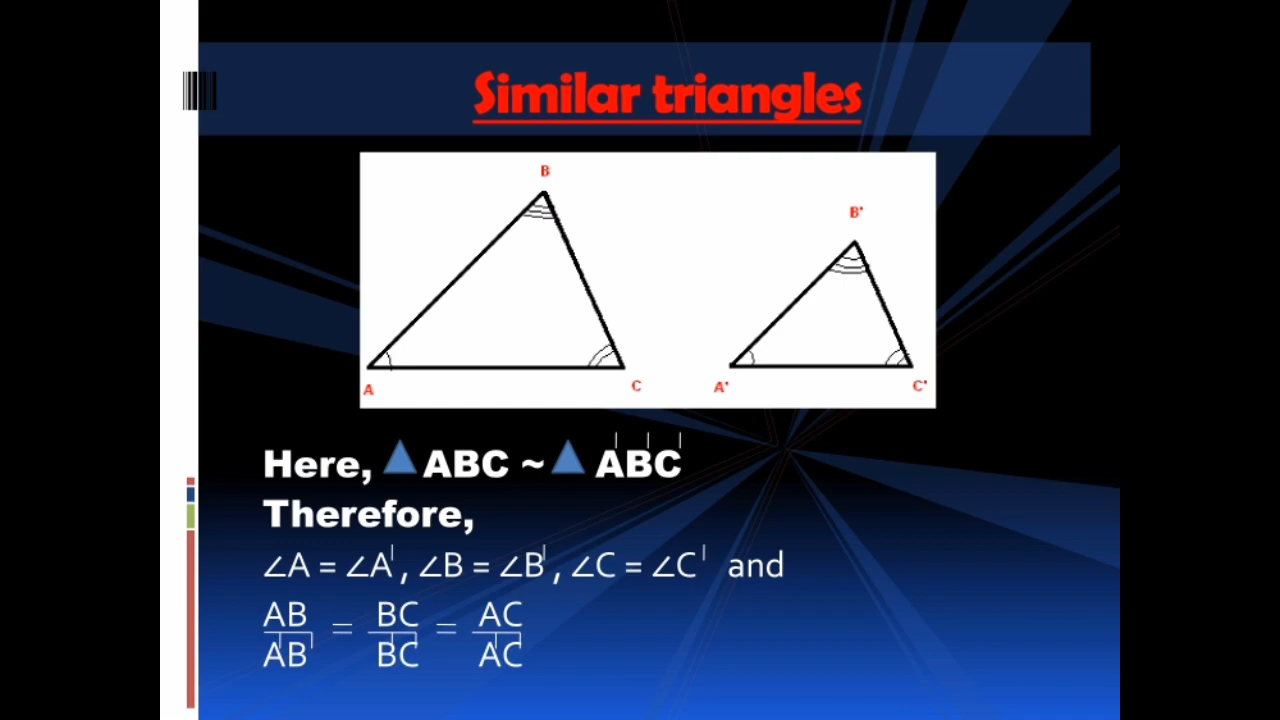 Similar triangles
B
B'
A
C
A'
C'
Here, ▲ABC ~ ▲ A'B'C'
Therefore,
∠A = ∠A', ∠B = ∠B', ∠C = ∠C' and
AB/A'B' = BC/B'C' = AC/A'C'